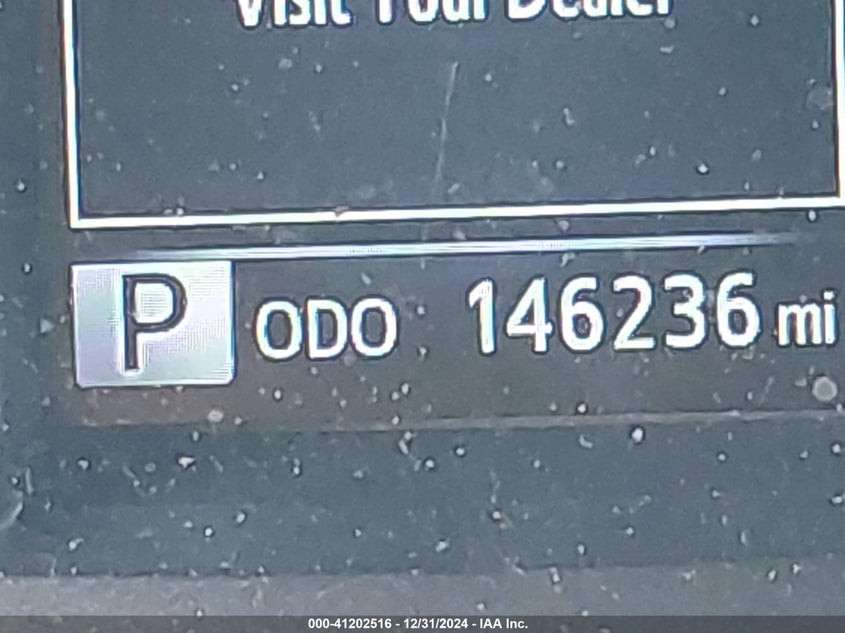 Visit Your Dealer
P ODO 146236 mi
000-41202516 - 12/31/2024 - IAA Inc.